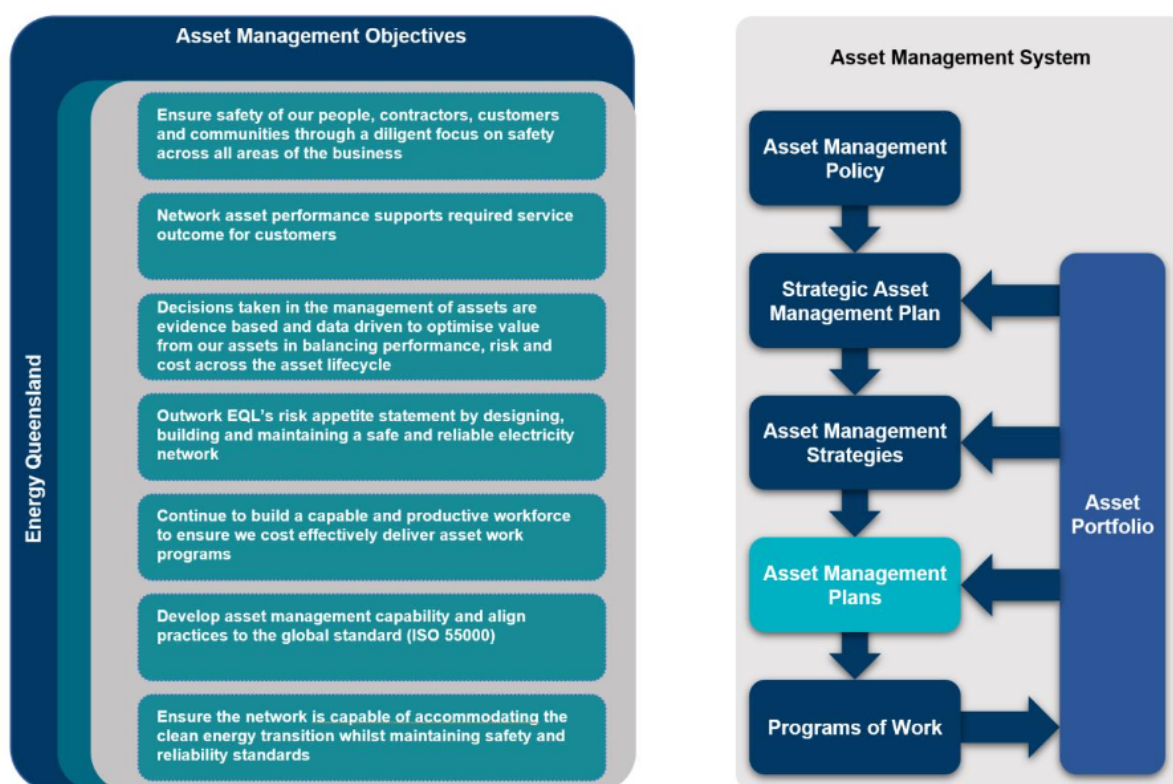 Asset Management Objectives
Energy Queensland
Ensure safety of our people, contractors, customers
and communities through a diligent focus on safety
across all areas of the business
Network asset performance supports required service
outcome for customers
Decisions taken in the management of assets are
evidence based and data driven to optimise value
from our assets in balancing performance, risk and
cost across the asset lifecycle
Outwork EQL’s risk appetite statement by designing,
building and maintaining a safe and reliable electricity
network
Continue to build a capable and productive workforce
to ensure we cost effectively deliver asset work
programs
Develop asset management capability and align
practices to the global standard (ISO 55000)
Ensure the network is capable of accommodating the
clean energy transition whilst maintaining safety and
reliability standards
Asset Management System
Asset Management
Policy
Strategic Asset
Management Plan
Asset Management
Strategies
Asset Management
Plans
Programs of Work
Asset
Portfolio